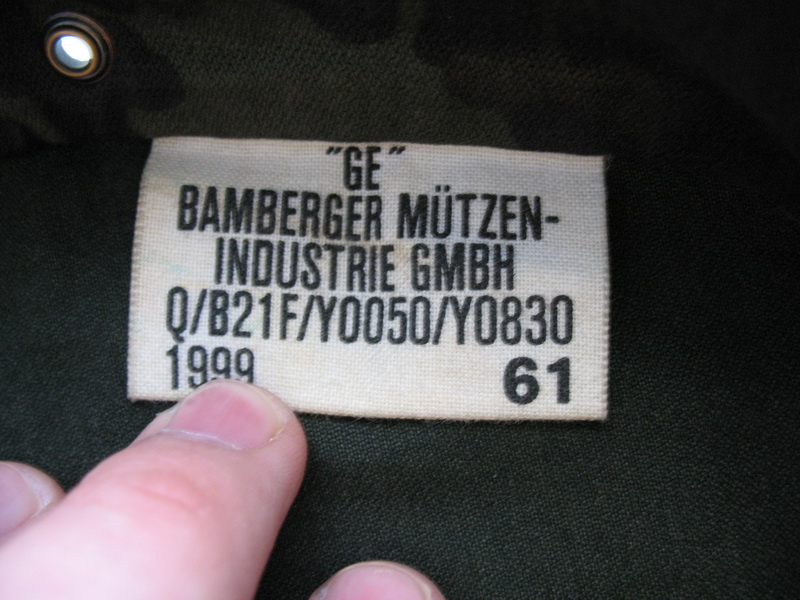 "GE"
BAMBERGER MÜTZEN-
INDUSTRIE GMBH
Q/B21F/Y0050/Y0830
1999 61